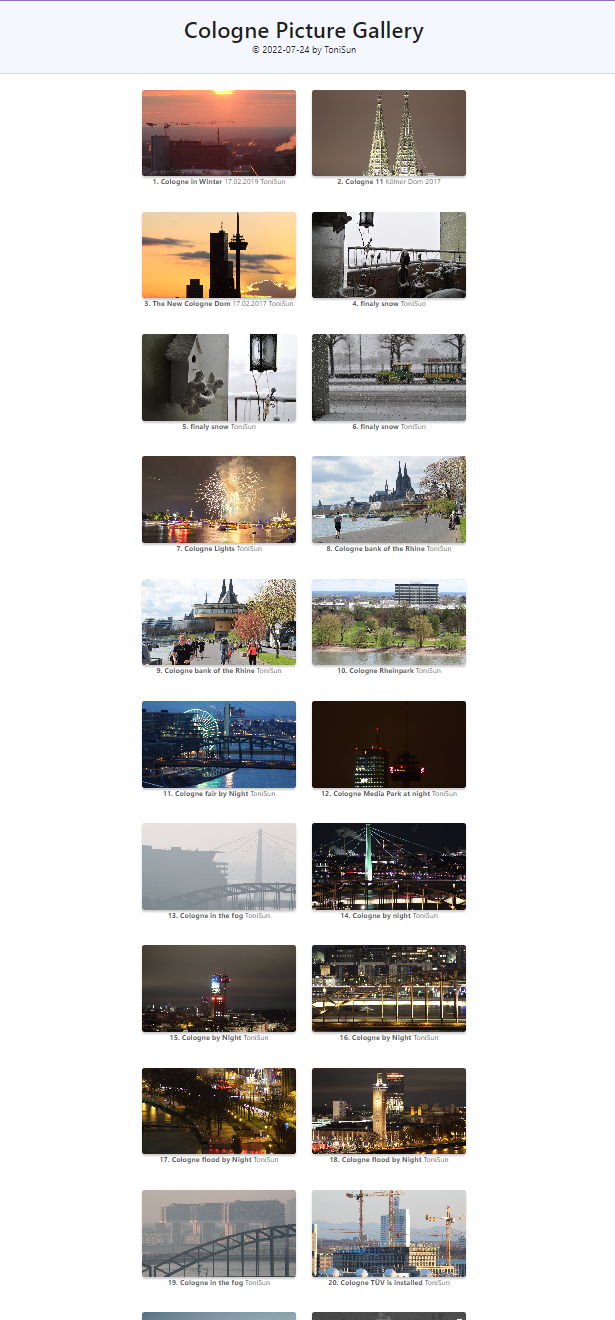 Cologne Picture Gallery
© 2022-07-24 by ToniSun
1. Cologne in Winter 17.02.2019 ToniSun
2. Cologne 11 Kölner Dom 2017
3. The New Cologne Dom 17.02.2017 ToniSun
4. finaly snow ToniSun
5. finaly snow ToniSun
6. finaly snow ToniSun
7. Cologne Lights ToniSun
8. Cologne bank of the Rhine ToniSun
9. Cologne bank of the Rhine ToniSun
10. Cologne Rheinpark ToniSun
11. Cologne fair by Night ToniSun
12. Cologne Media Park at night ToniSun
13. Cologne in the fog ToniSun
14. Cologne by night ToniSun
15. Cologne by Night ToniSun
16. Cologne by Night ToniSun
17. Cologne flood by Night ToniSun
18. Cologne flood by Night ToniSun
19. Cologne in the fog ToniSun
20. Cologne TÜV is installed ToniSun